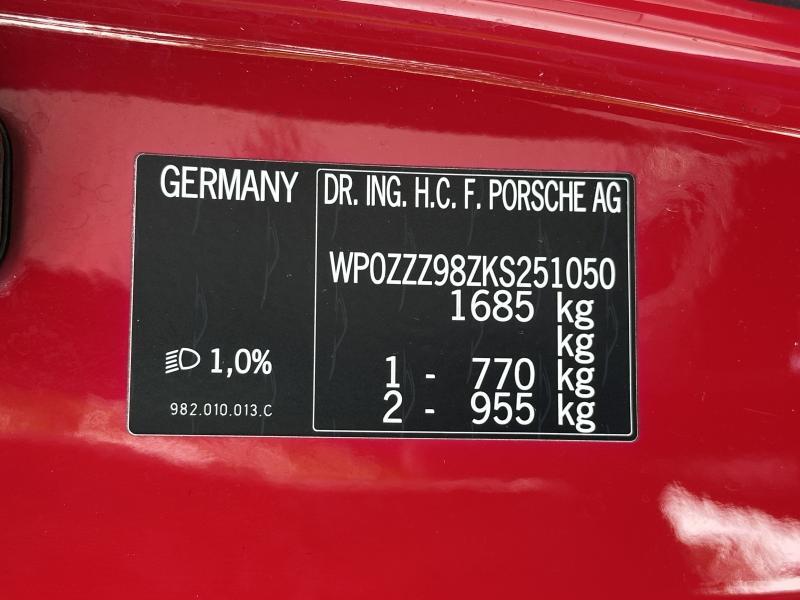 GERMANY
DR. ING. H.C. F. PORSCHE AG
WP0ZZZ98ZKS251050
1685 kg
kg
1 - 770 kg
2 - 955 kg
1,0%
982.010.013.C